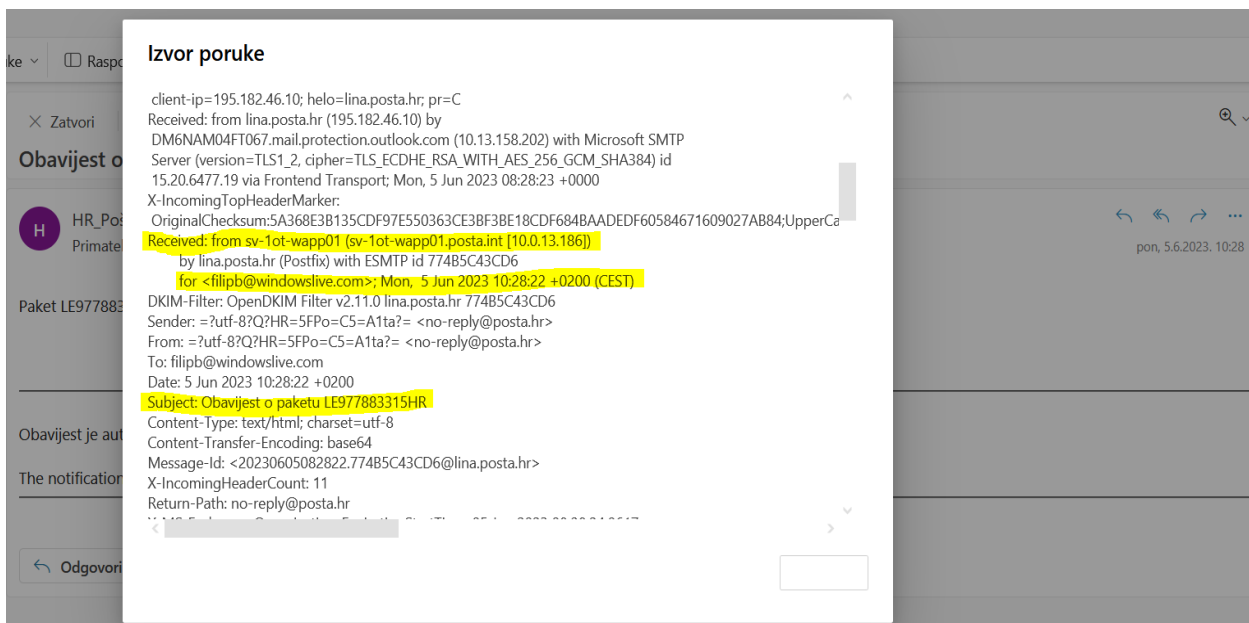 ke
Raspo
Zatvori
Obavijest o
H
HR_Poš
Primatel
pon, 5.6.2023. 10:28
Paket LE977883
Obavijest je aut
The notification
Odgovori
Izvor poruke
client-ip=195.182.46.10; helo=lina.posta.hr; pr=C
Received: from lina.posta.hr (195.182.46.10) by
DM6NAM04FT067.mail.protection.outlook.com (10.13.158.202) with Microsoft SMTP
Server (version=TLS1_2, cipher=TLS_ECDHE_RSA_WITH_AES_256_GCM_SHA384) id
15.20.6477.19 via Frontend Transport; Mon, 5 Jun 2023 08:28:23 +0000
X-IncomingTopHeaderMarker:
OriginalChecksum:5A368E3B135CDF97E550363CE3BF3BE18CDF684BAADEDF60584671609027AB84;UpperCa
Received: from sv-1ot-wapp01 (sv-1ot-wapp01.posta.int [10.0.13.186])
by lina.posta.hr (Postfix) with ESMTP id 774B5C43CD6
for <filipb@windowslive.com>; Mon, 5 Jun 2023 10:28:22 +0200 (CEST)
DKIM-Filter: OpenDKIM Filter v2.11.0 lina.posta.hr 774B5C43CD6
Sender: =?utf-8?Q?HR=5FPo=C5=A1ta?= <no-reply@posta.hr>
From: =?utf-8?Q?HR=5FPo=C5=A1ta?= <no-reply@posta.hr>
To: filipb@windowslive.com
Date: 5 Jun 2023 10:28:22 +0200
Subject: Obavijest o paketu LE977883315HR
Content-Type: text/html; charset=utf-8
Content-Transfer-Encoding: base64
Message-Id: <20230605082822.774B5C43CD6@lina.posta.hr>
X-IncomingHeaderCount: 11
Return-Path: no-reply@posta.hr